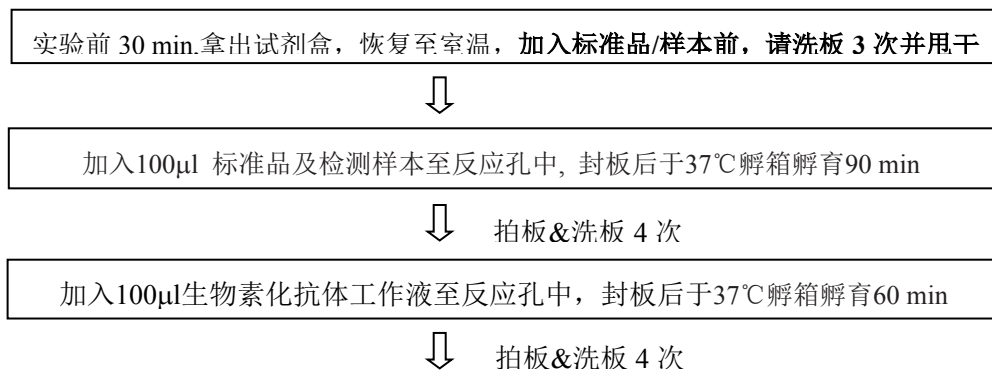 实验前 30 min.拿出试剂盒，恢复至室温，加入标准品/样本前，请洗板 3 次并甩干
加入100μl 标准品及检测样本至反应孔中, 封板后于37℃孵箱孵育90 min
拍板&洗板 4 次
加入100μl生物素化抗体工作液至反应孔中，封板后于37℃孵箱孵育60 min
拍板&洗板 4 次